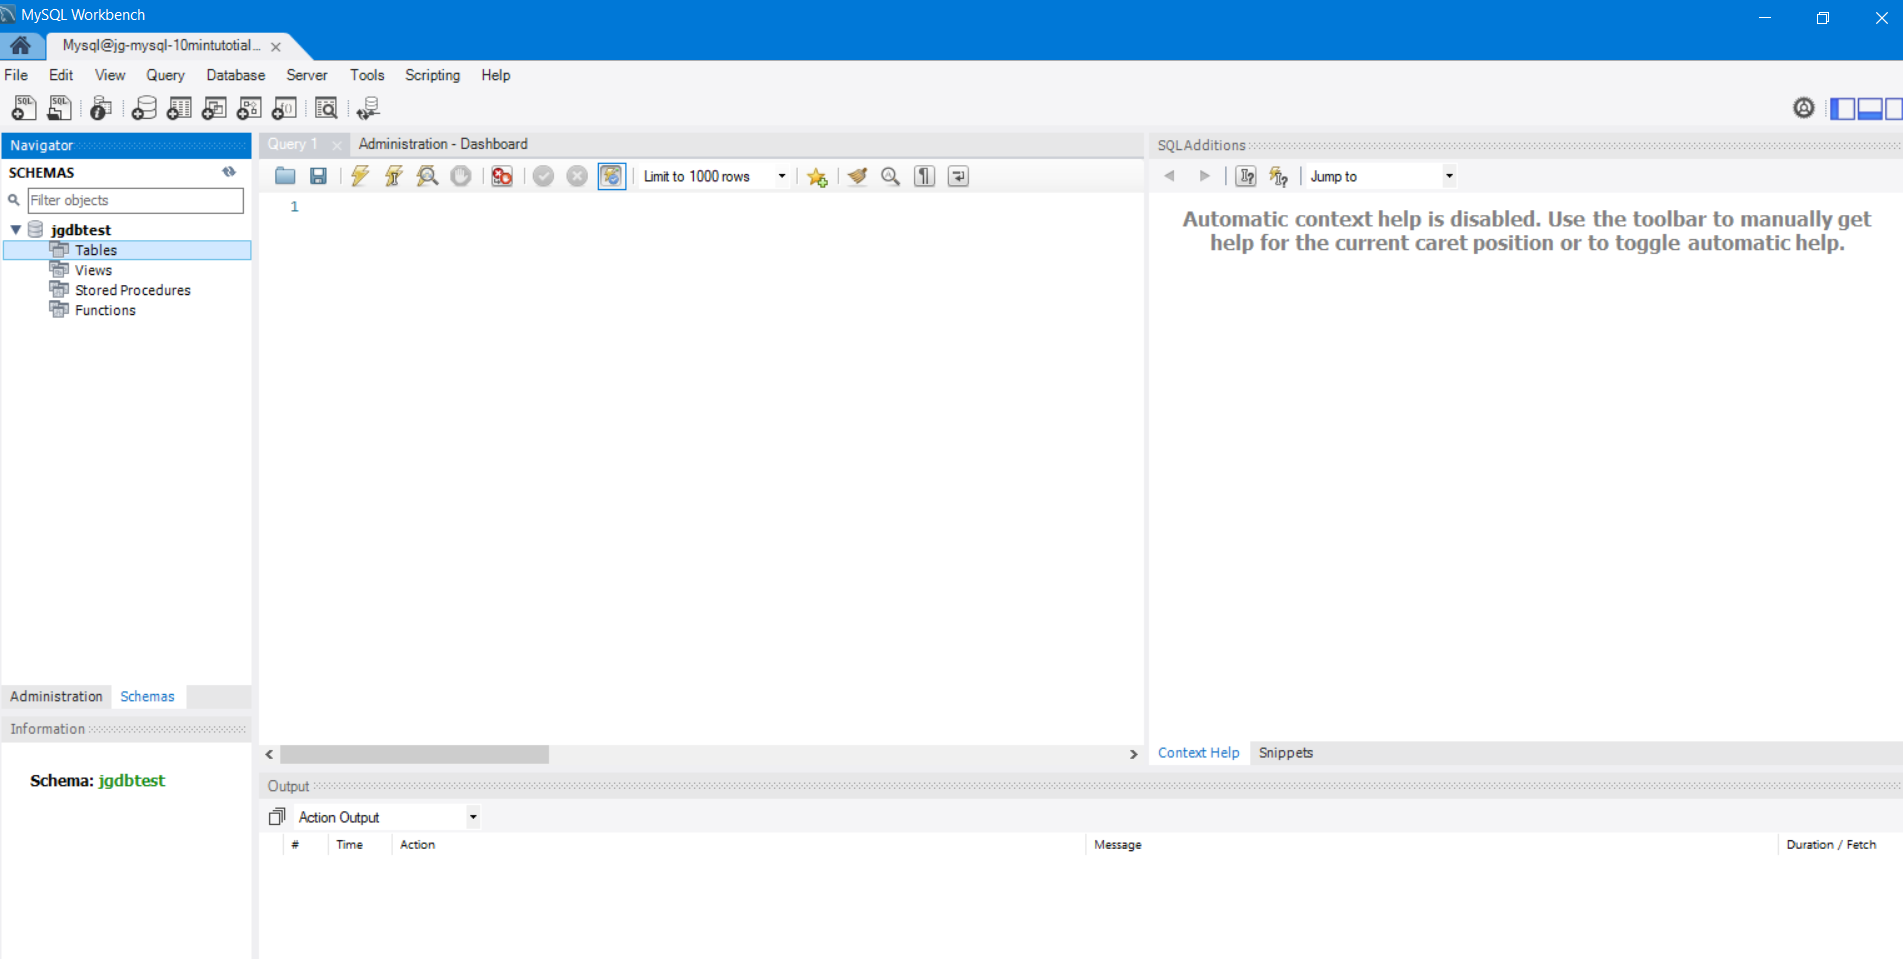 MySQL Workbench
Mysql@jg-mysql-10mintutotial...
File Edit View Query Database Server Tools Scripting Help
Navigator
SCHEMAS
Filter objects
jgdbtest
Tables
Views
Stored Procedures
Functions
Administration Schemas
Information
Schema: jgdbtest
Query 1 Administration - Dashboard
Limit to 1000 rows
1
SQLAdditions
Jump to
Automatic context help is disabled. Use the toolbar to manually get
help for the current caret position or to toggle automatic help.
Context Help Snippets
Output
Action Output
# Time Action Message Duration / Fetch